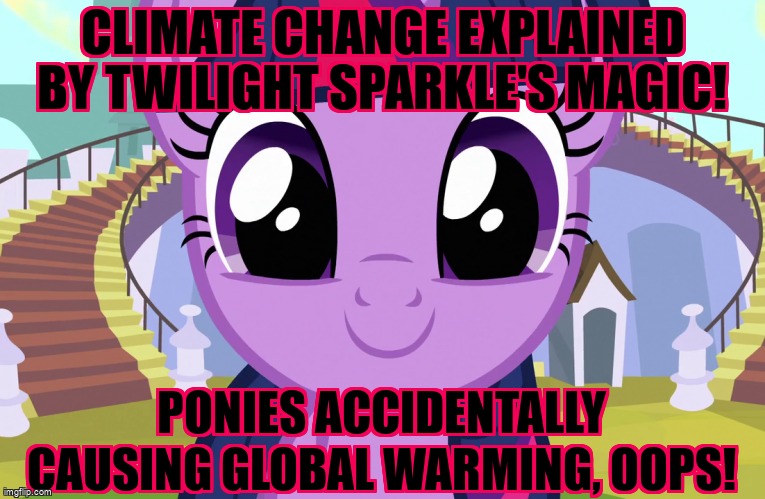 CLIMATE CHANGE EXPLAINED
BY TWILIGHT SPARKLE'S MAGIC!
PONIES ACCIDENTALLY
CAUSING GLOBAL WARMING, OOPS!
imgflip.com